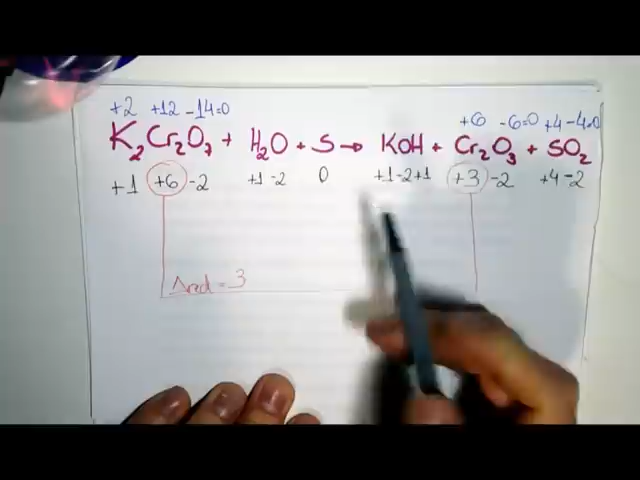 +2 +12 -14=0 +6 -6=0 +4 -4=0
K₂Cr₂O₇ + H₂O + S → KOH + Cr₂O₃ + SO₂
+1 +6 -2 +1 -2 0 +1 -2 +1 +3 -2 +4 -2
Δred = 3